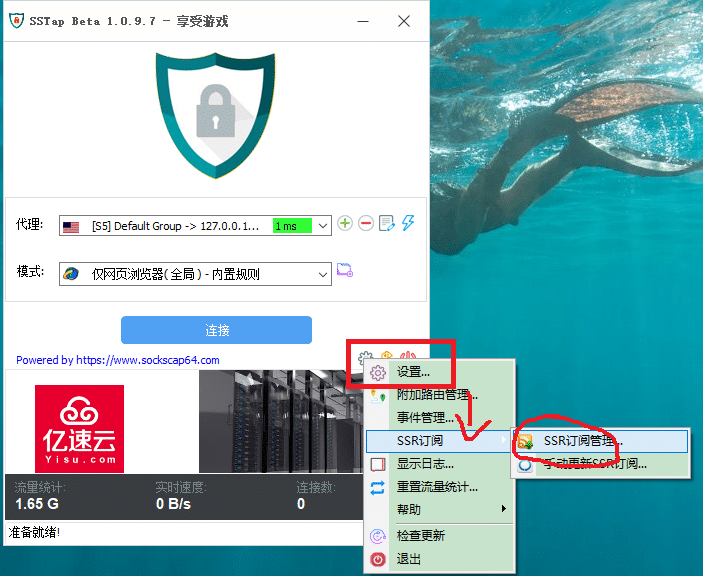 SSTap Beta 1.0.9.7 - 享受游戏
代理:
[S5] Default Group -> 127.0.0.1...
1 ms
模式:
仅网页浏览器(全局) - 内置规则
连接
Powered by https://www.sockscap64.com
设置...
附加路由管理...
事件管理...
SSR订阅
SSR订阅管理...
手动更新SSR订阅...
显示日志...
重置流量统计...
帮助
检查更新
退出
亿速云
Yisu.com
流量统计:
实时速度:
连接数:
1.65 G
0 B/s
0
准备就绪!